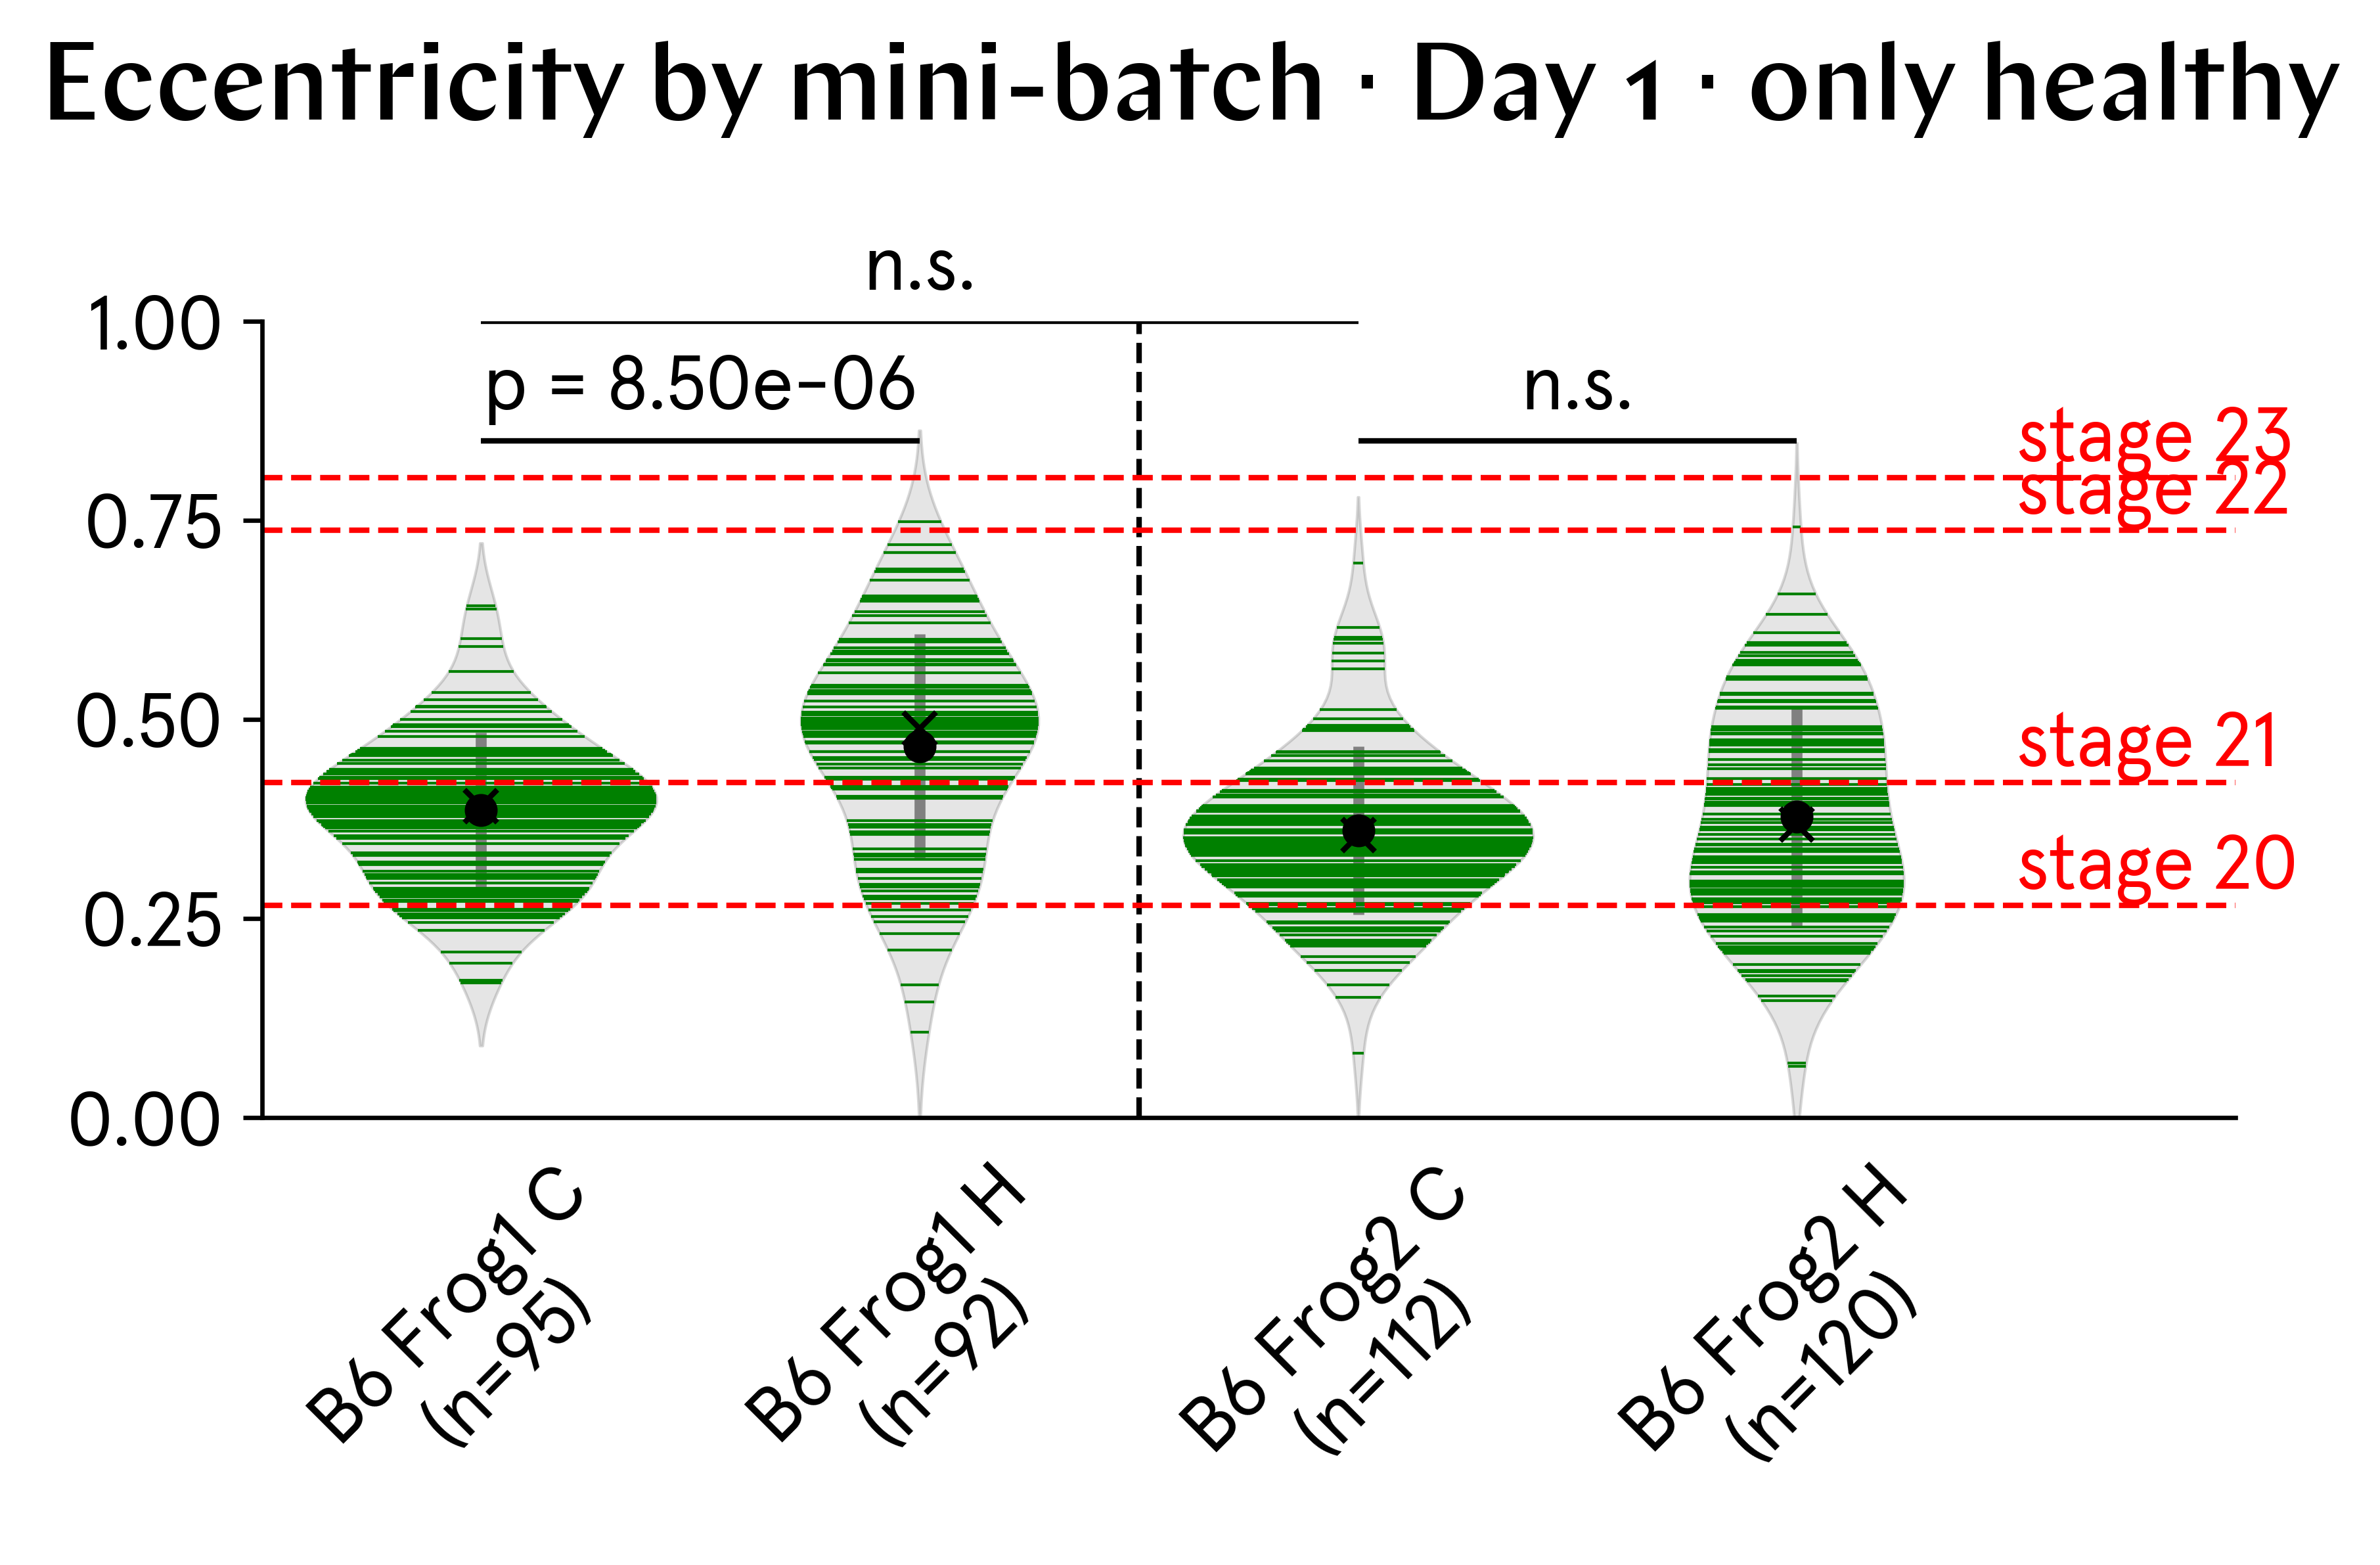 Eccentricity by mini-batch · Day 1 · only healthy
n.s.
1.00
p = 8.50e-06
n.s.
stage 23
stage 22
0.75
0.50
stage 21
stage 20
0.25
0.00
B6 Frog1 C
(n=95)
B6 Frog1 H
(n=92)
B6 Frog2 C
(n=112)
B6 Frog2 H
(n=120)